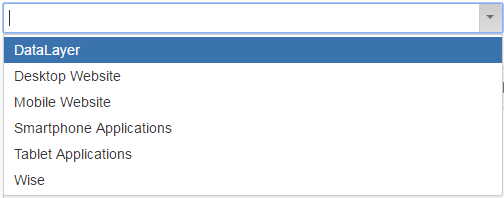 DataLayer
Desktop Website
Mobile Website
Smartphone Applications
Tablet Applications
Wise